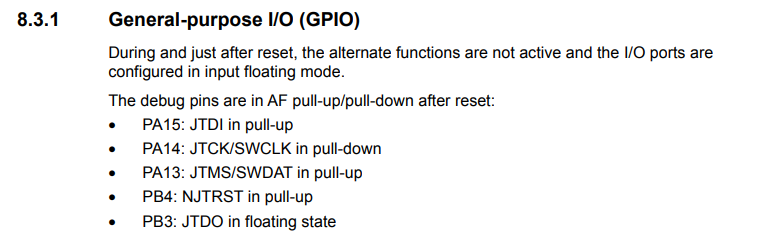 8.3.1 General-purpose I/O (GPIO)
During and just after reset, the alternate functions are not active and the I/O ports are
configured in input floating mode.
The debug pins are in AF pull-up/pull-down after reset:
• PA15: JTDI in pull-up
• PA14: JTCK/SWCLK in pull-down
• PA13: JTMS/SWDAT in pull-up
• PB4: NJTRST in pull-up
• PB3: JTDO in floating state